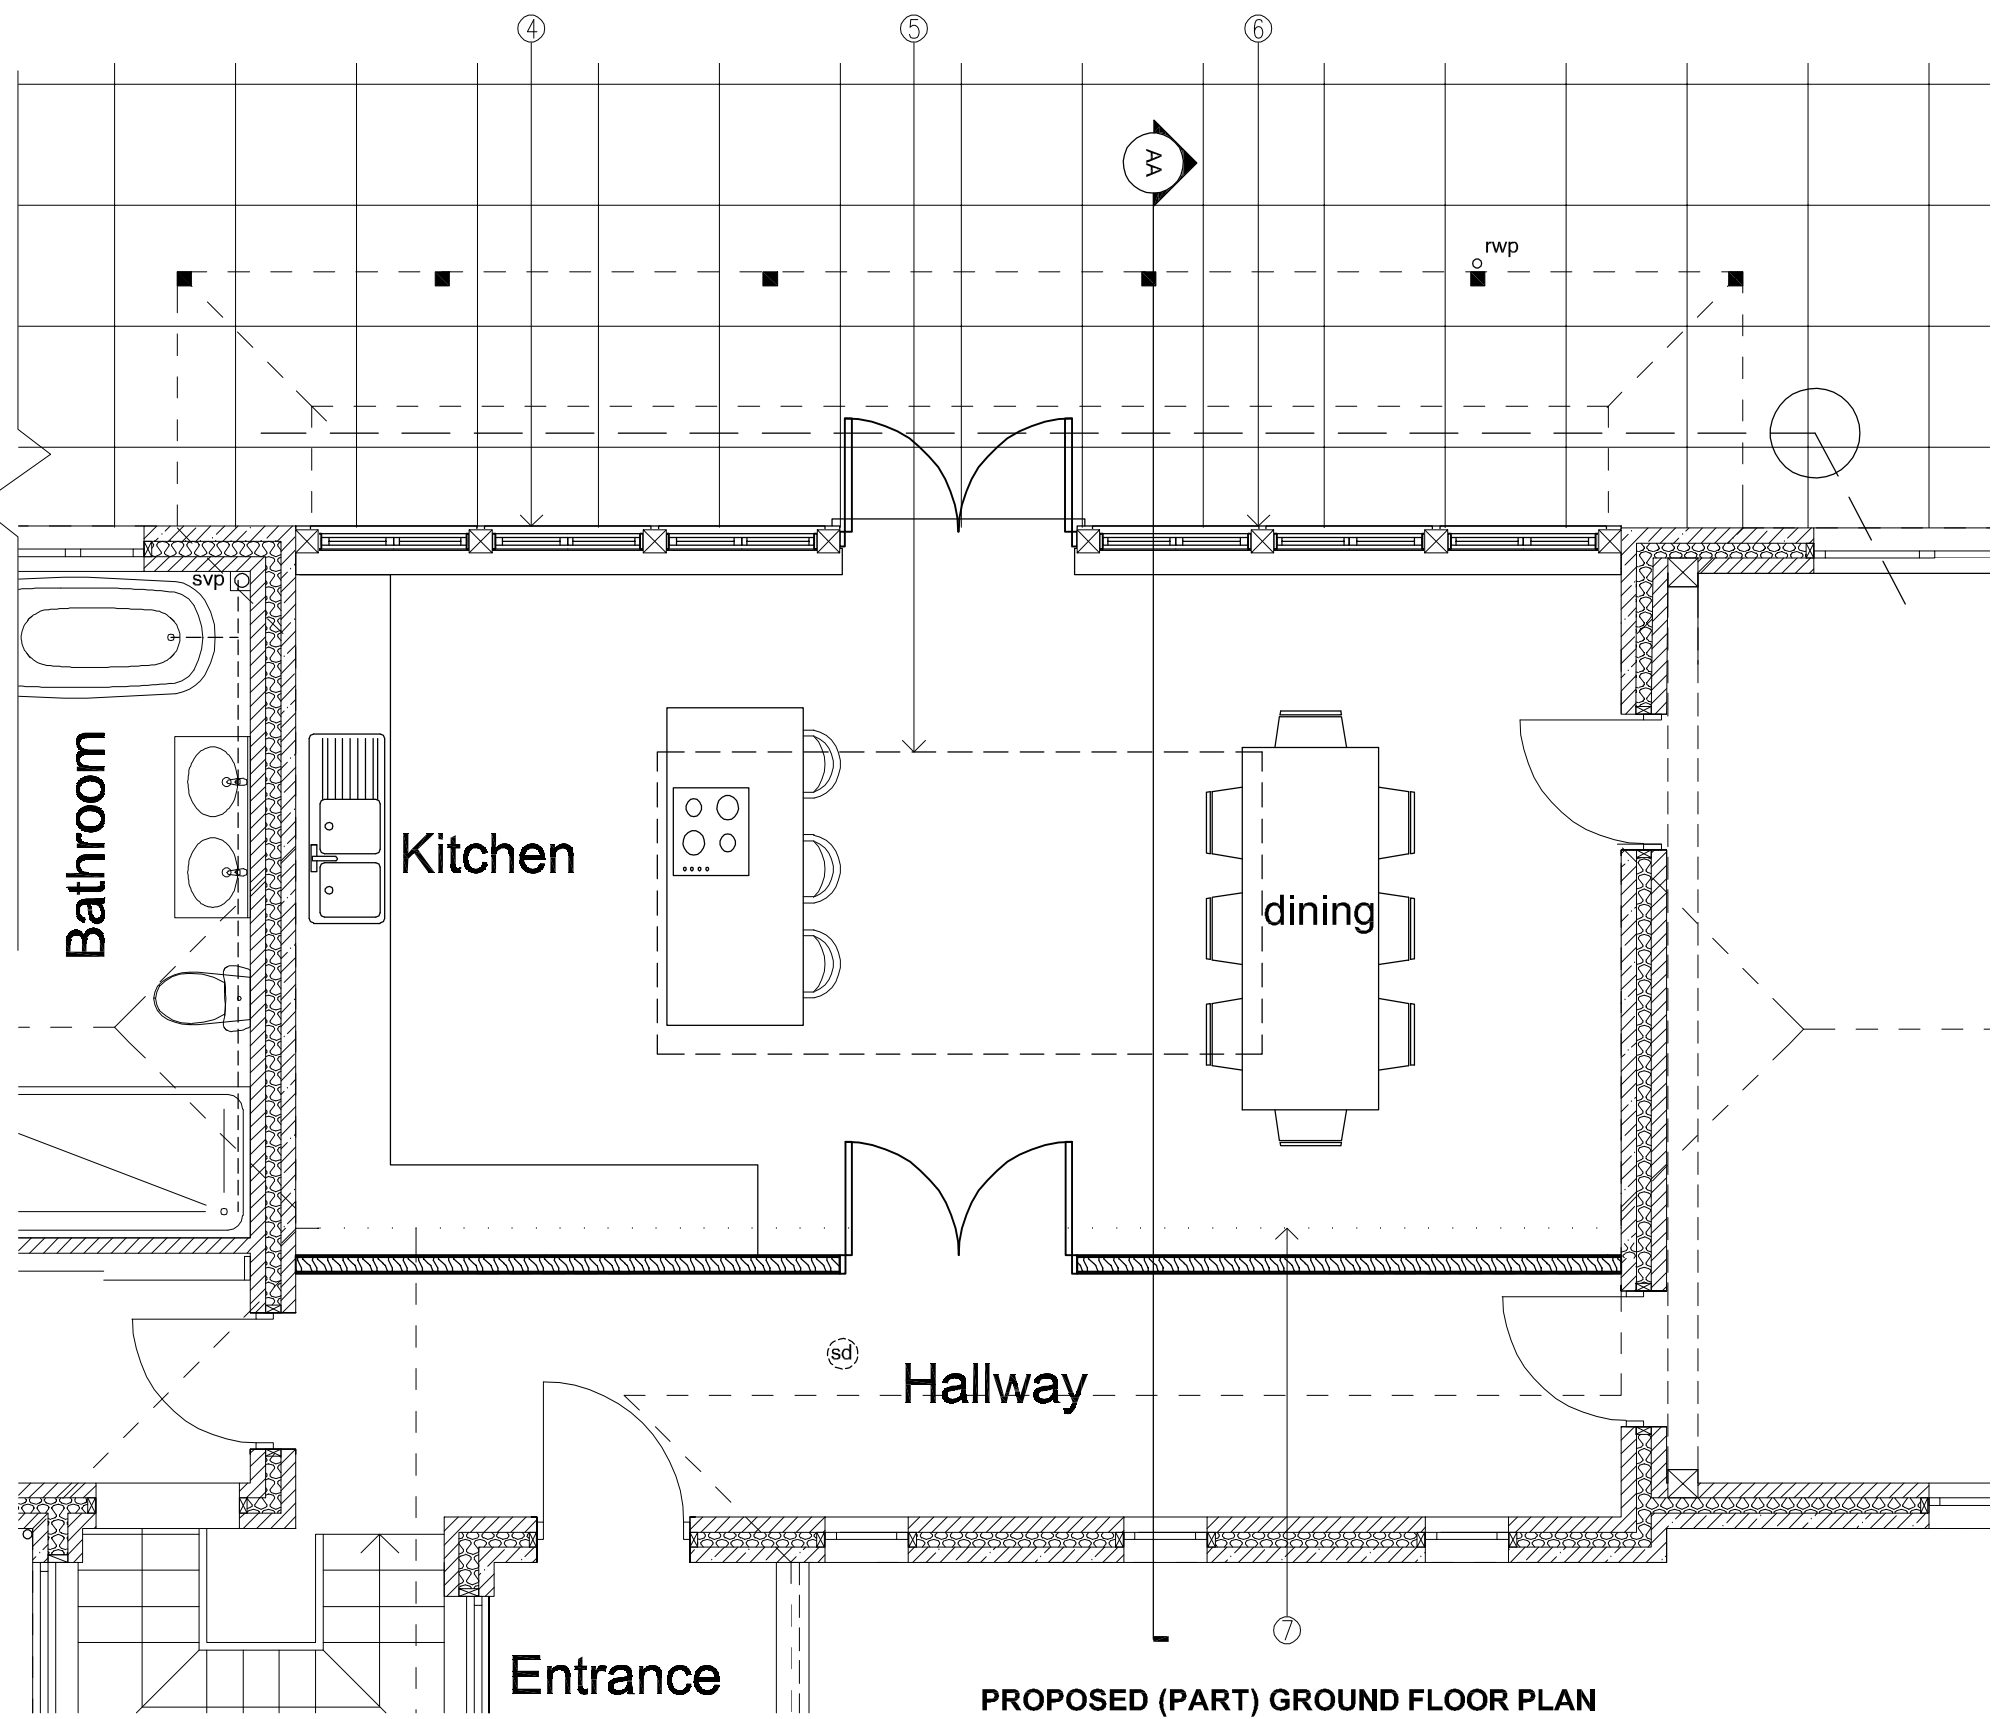 4
5
6
AA
rwp
svp
Bathroom
Kitchen
dining
sd
Hallway
7
Entrance
PROPOSED (PART) GROUND FLOOR PLAN